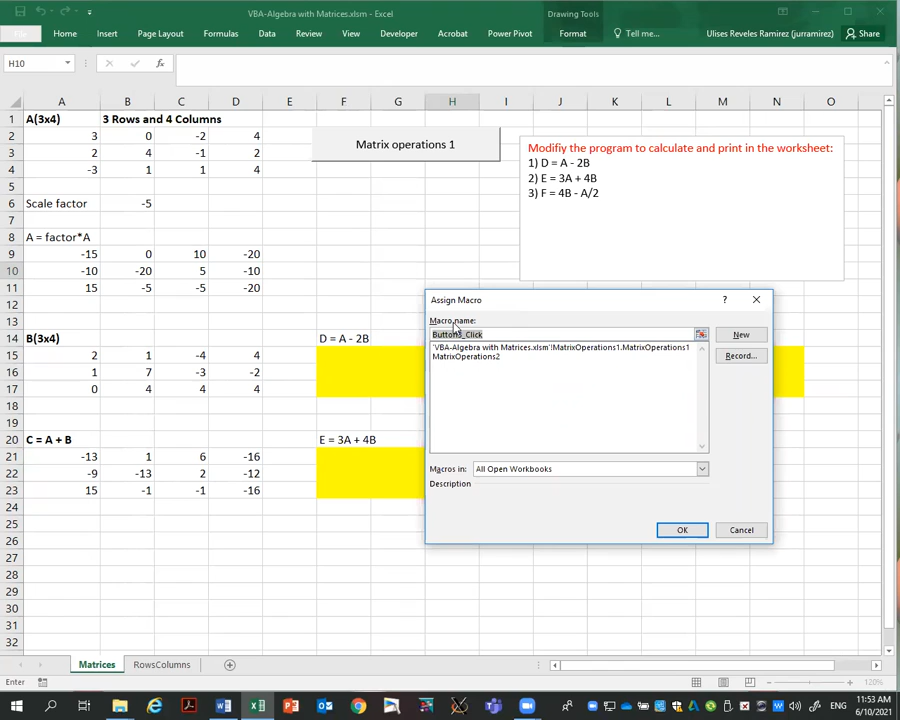 VBA-Algebra with Matrices.xlsm - Excel
Drawing Tools
Home Insert Page Layout Formulas Data Review View Developer Acrobat Power Pivot Format Tell me... Ulises Reveles Ramirez (jurramirez) Share
H10 fx
A B C D E F G H I J K L M N O
1 A(3x4) 3 Rows and 4 Columns
2 3 0 -2 4
3 2 4 -1 2
4 -3 1 1 4
5
6 Scale factor -5
7
8 A = factor*A
9 -15 0 10 -20
10 -10 -20 5 -10
11 15 -5 -5 -20
12
13
14 B(3x4) D = A - 2B
15 2 1 -4 4
16 1 7 -3 -2
17 0 4 4 4
18
19
20 C = A + B E = 3A + 4B
21 -13 1 6 -16
22 -9 -13 2 -12
23 15 -1 -1 -16
24
25
26
27
28
29
30
31
32
Matrix operations 1
Modifiy the program to calculate and print in the worksheet:
1) D = A - 2B
2) E = 3A + 4B
3) F = 4B - A/2
Assign Macro ?
Macro name:
New
'VBA-Algebra with Matrices.xlsm'!MatrixOperations1.MatrixOperations1
MatrixOperations2
Record...
Macros in: All Open Workbooks
Description
OK Cancel
Matrices RowsColumns
Enter 120%
ENG 11:53 AM
6/10/2021